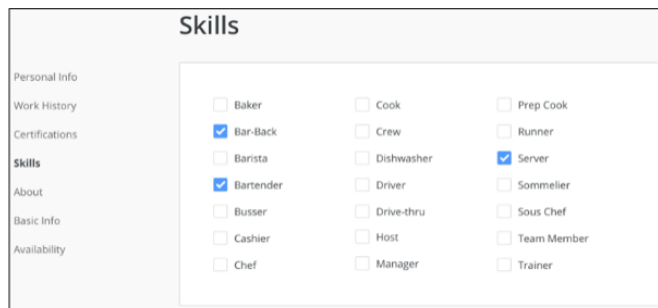 Skills
Personal Info
Work History
Certifications
Skills
About
Basic Info
Availability
Baker
Bar-Back
Barista
Bartender
Busser
Cashier
Chef
Cook
Crew
Dishwasher
Driver
Drive-thru
Host
Manager
Prep Cook
Runner
Server
Sommelier
Sous Chef
Team Member
Trainer